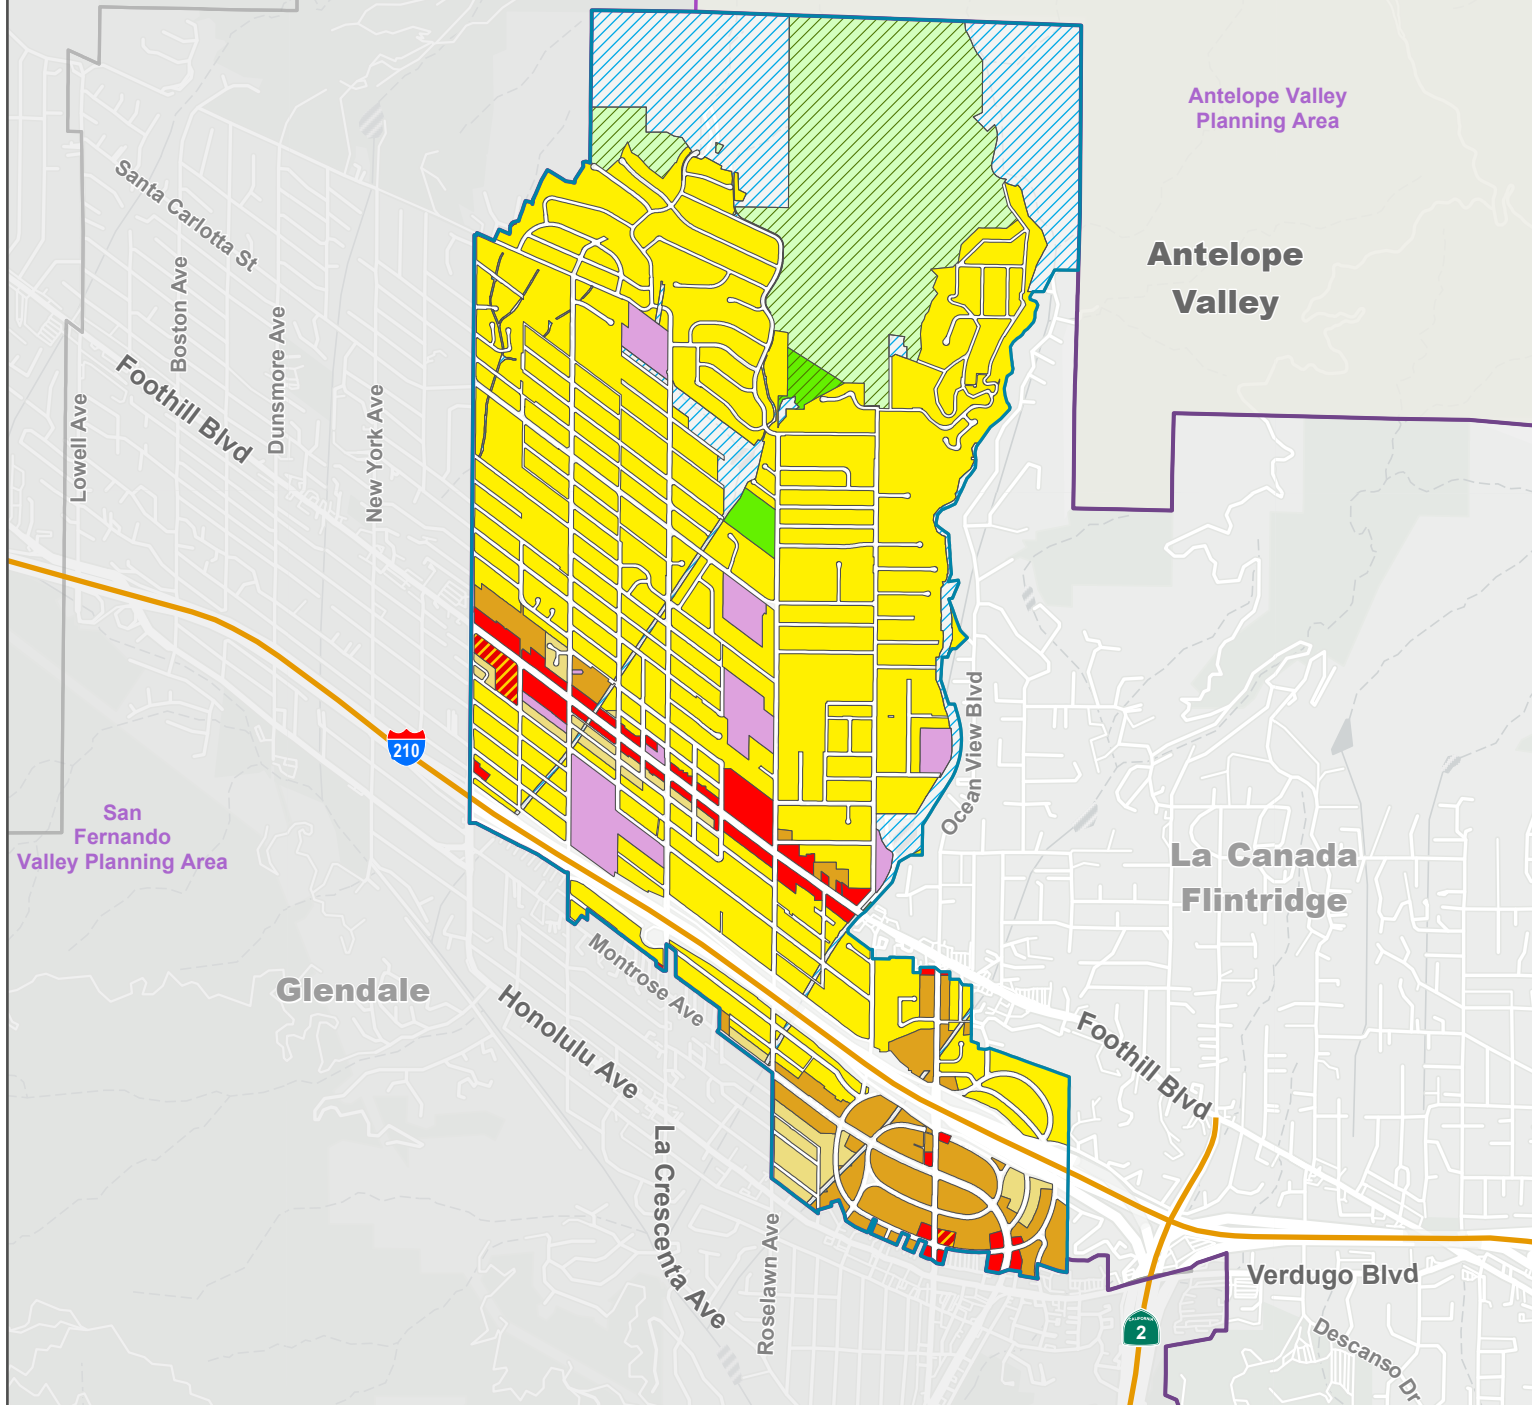 Antelope Valley
Planning Area
Santa Carlotta St
Boston Ave
Antelope
Valley
Dunsmore Ave
Foothill Blvd
Lowell Ave
New York Ave
210
Ocean View Blvd
San
Fernando
Valley Planning Area
La Canada
Flintridge
Glendale
Montrose Ave
Honolulu Ave
Foothill Blvd
La Crescenta Ave
Roselawn Ave
Verdugo Blvd
CALIFORNIA
2
Descanso Dr